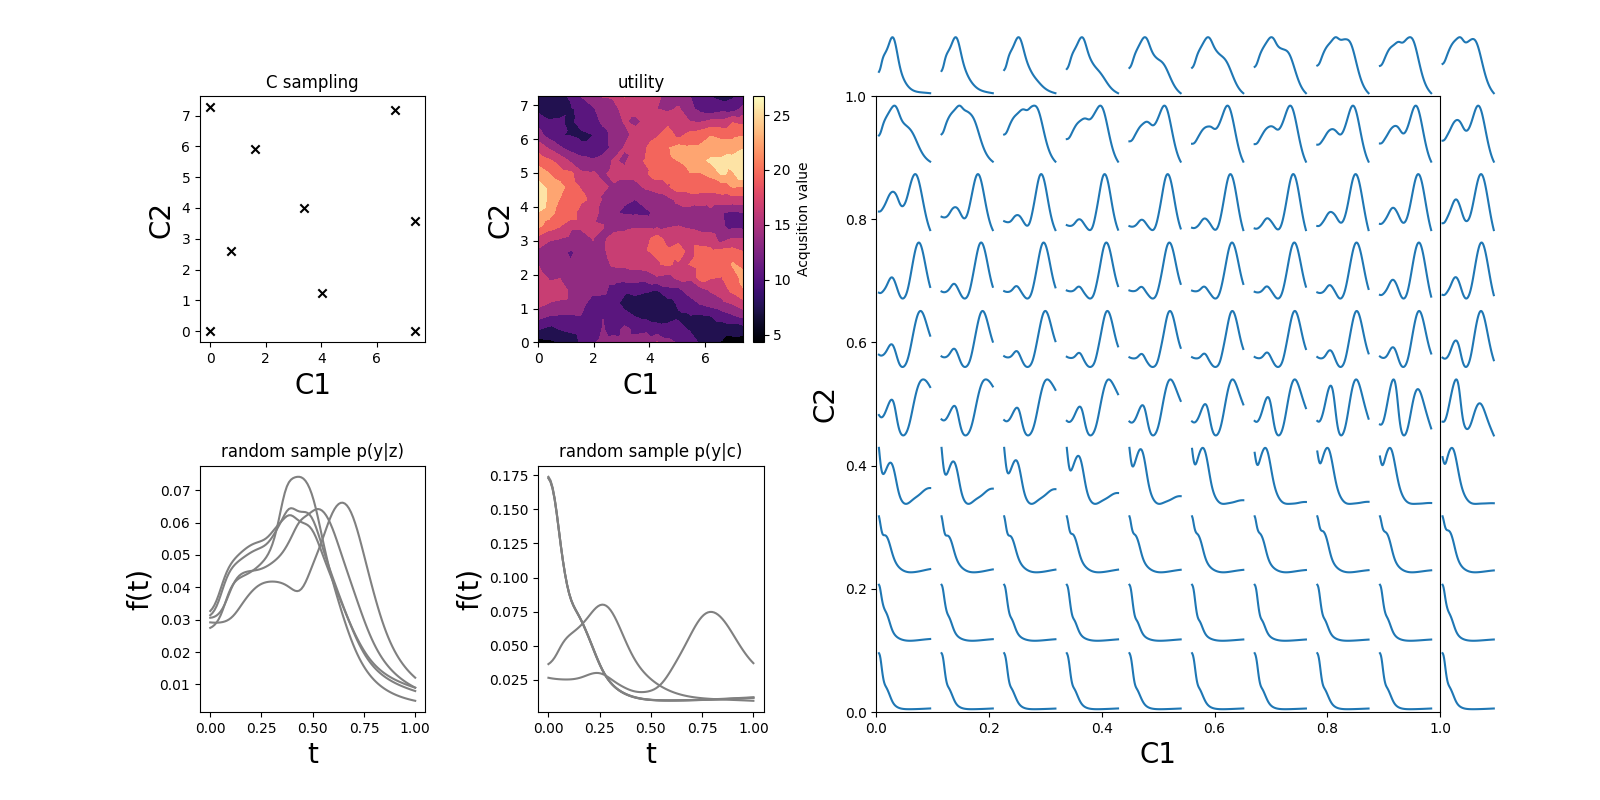 C sampling
7
6
5
4
3
2
1
0
C2
0 2 4 6
C1
utility
7
6
5
4
3
2
1
0
C2
0 2 4 6
C1
25
20
15
10
5
Acqusition value
random sample p(y|z)
0.07
0.06
0.05
0.04
0.03
0.02
0.01
f(t)
0.00 0.25 0.50 0.75 1.00
t
random sample p(y|c)
0.175
0.150
0.125
0.100
0.075
0.050
0.025
f(t)
0.00 0.25 0.50 0.75 1.00
t
1.0
0.8
0.6
0.4
0.2
0.0
C2
0.0 0.2 0.4 0.6 0.8 1.0
C1